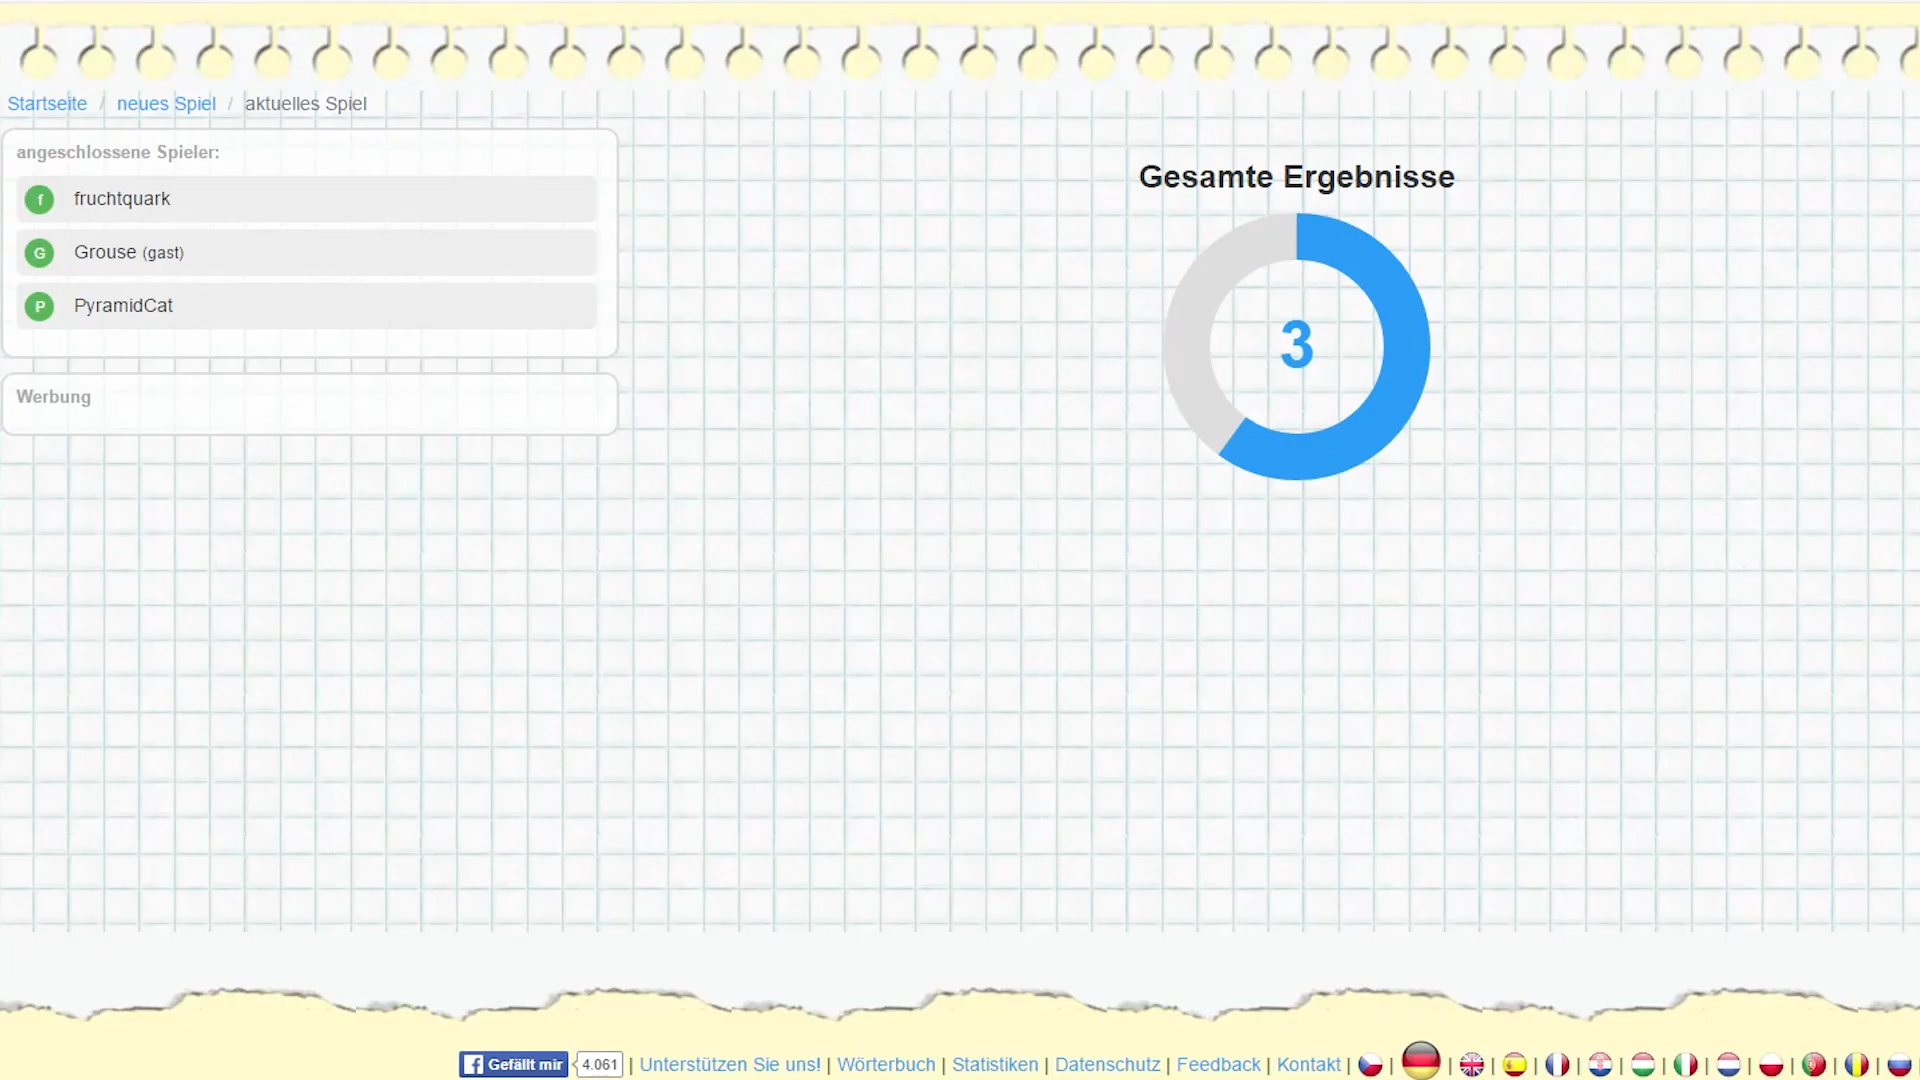 Startseite / neues Spiel / aktuelles Spiel
angeschlossene Spieler:
f fruchtquark
G Grouse (gast)
P PyramidCat
Werbung
Gesamte Ergebnisse
3
Gefällt mir 4.061 | Unterstützen Sie uns! | Wörterbuch | Statistiken | Datenschutz | Feedback | Kontakt | | | | | | | | | | | | |